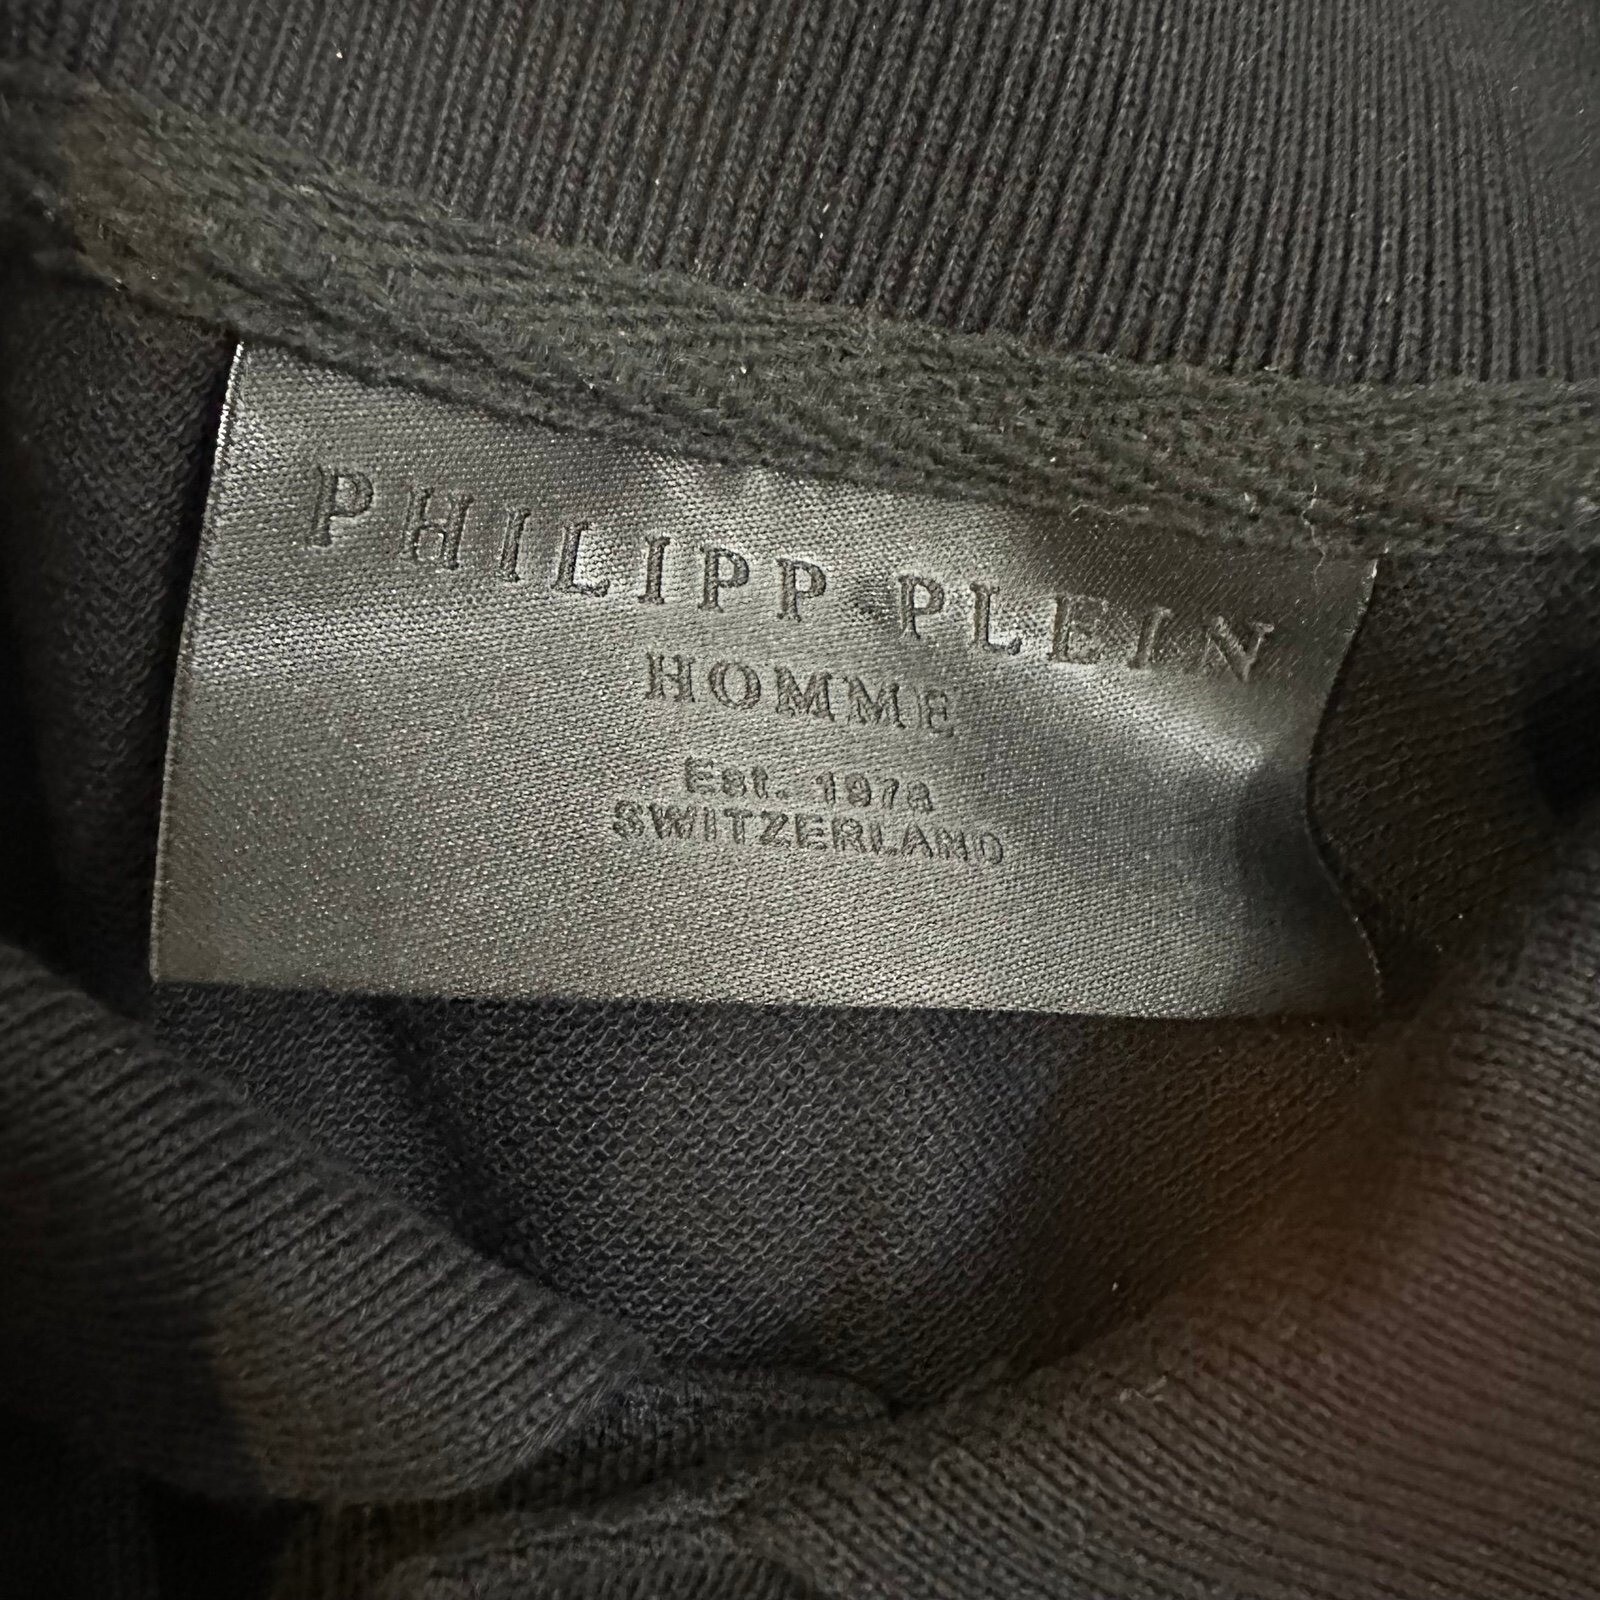 PHILIPP PLEIN
HOMME
Est. 1978
SWITZERLAND